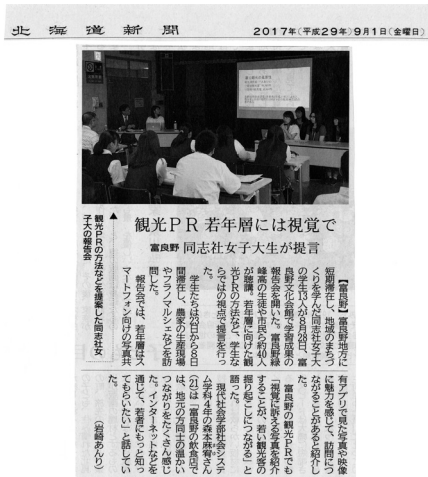 北海道新聞
2017年(平成29年)9月1日(金曜日)
観光PR 若年層には視覚で
富良野 同志社女子大生が提言
▲観光PRの方法などを提案した同志社女
子大の報告会
【富良野】富良野地方に
短期滞在し、地域のまちづ
くりを学んだ同志社女子大
の学生13人が8月28日、富
良野文化会館で学習成果の
報告会を開いた。富良野緑
峰高の生徒や市民ら約40人
が聴講。若年層に向けた観
光PRの方法など、学生な
らではの視点で提言を行っ
た。
学生たちは23日から8日
間滞在し、農家の生産現場
やフラノマルシェなどを訪
問した。
報告会では、若年層はス
マートフォン向けの写真共
有アプリで見た写真や映像
に魅力を感じて、訪問につ
ながることがあると紹介し
た。
富良野の観光PRでも
「視覚に訴える写真を紹介
することが、若い観光客の
掘り起こしにつながる」と
語った。
現代社会学部社会システ
ム学科4年の森本麻宥さん
(21)は「富良野の飲食店で
は、地元の方同士の温かい
つながりをたくさん感じ
た。インターネットなどを
通じて、若者にもっと知っ
てもらいたい」と話してい
た。 (岩崎あんり)